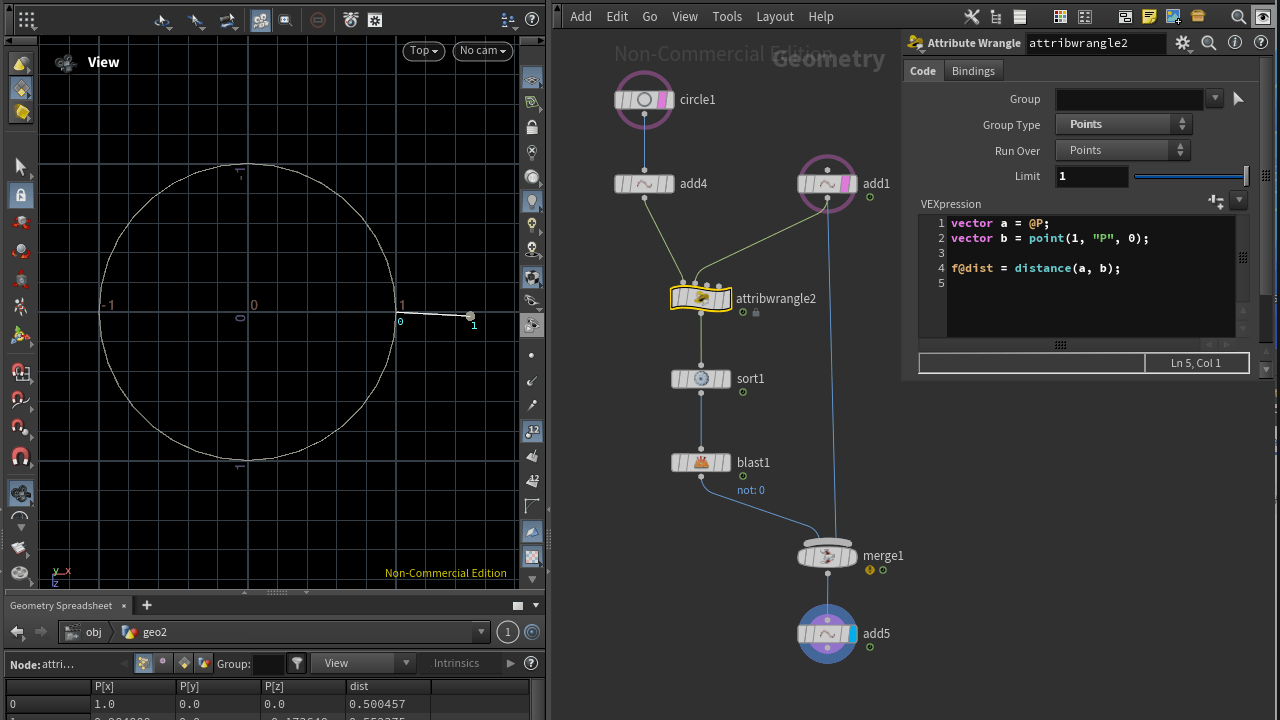 Add Edit Go View Tools Layout Help
View
Top
No cam
-1
-1
0
0
1
0
1
1
Non-Commercial Edition
12
12
Geometry Spreadsheet × +
obj geo2 1
Node: attri... Group: View Intrinsics
P[x] P[y] P[z] dist
0 1.0 0.0 0.0 0.500457
Non-Commercial Edition
Geometry
circle1
add4
add1
attribwrangle2
sort1
blast1
not: 0
merge1
add5
Attribute Wrangle attribwrangle2
Code Bindings
Group
Group Type Points
Run Over Points
Limit 1
VEXpression
1 vector a = @P;
2 vector b = point(1, "P", 0);
3
4 f@dist = distance(a, b);
5
Ln 5, Col 1